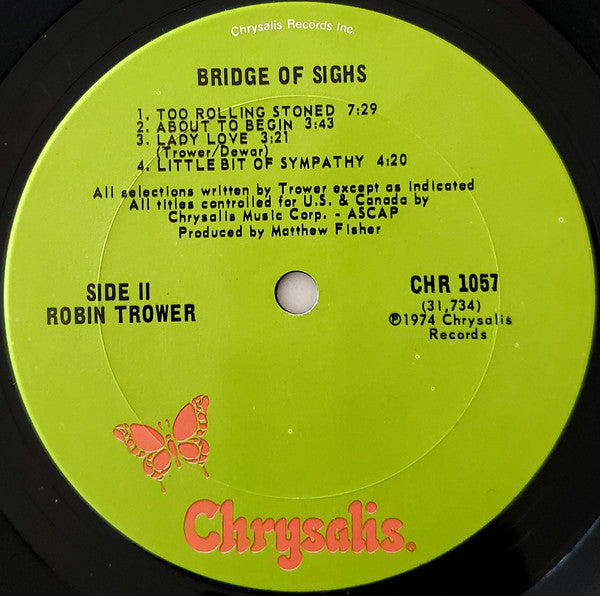 Chrysalis Records Inc.
BRIDGE OF SIGHS
1. TOO ROLLING STONED 7:29
2. ABOUT TO BEGIN 3:43
3. LADY LOVE 3:21
(Trower/Dewar)
4. LITTLE BIT OF SYMPATHY 4:20
All selections written by Trower except as indicated
All titles controlled for U.S. & Canada by
Chrysalis Music Corp. - ASCAP
Produced by Matthew Fisher
SIDE II
ROBIN TROWER
CHR 1057
(31,734)
℗1974 Chrysalis
Records
Chrysalis.